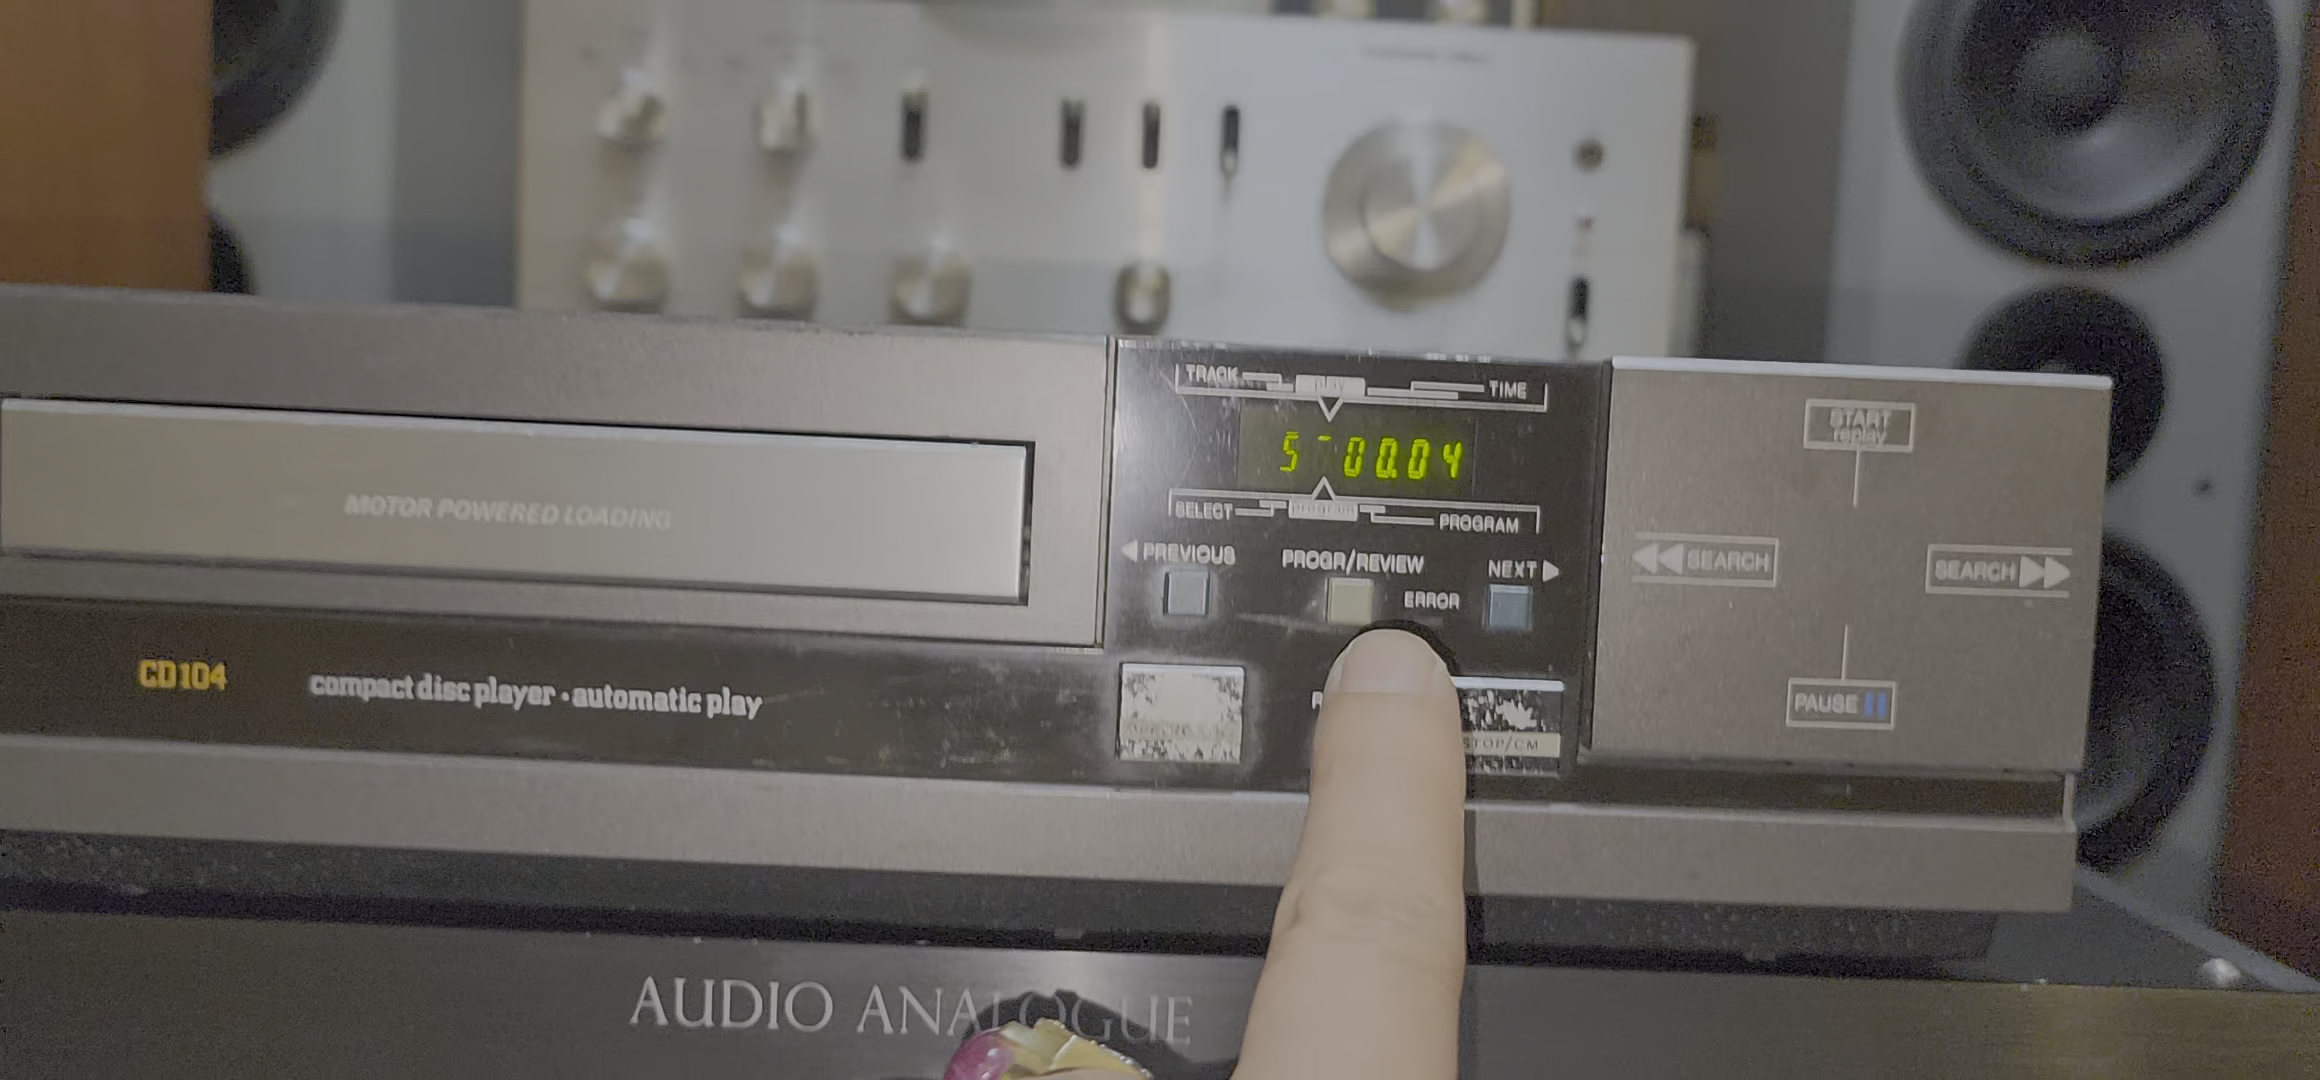 TRACK
TIME
5 - 00.04
SELECT
program
PROGRAM
◀ PREVIOUS
PROGR/REVIEW
NEXT ▶
ERROR
START
replay
◀◀ SEARCH
SEARCH ▶▶
PAUSE
MOTOR POWERED LOADING
CD104
compact disc player · automatic play
STOP/CM
AUDIO ANALOGUE